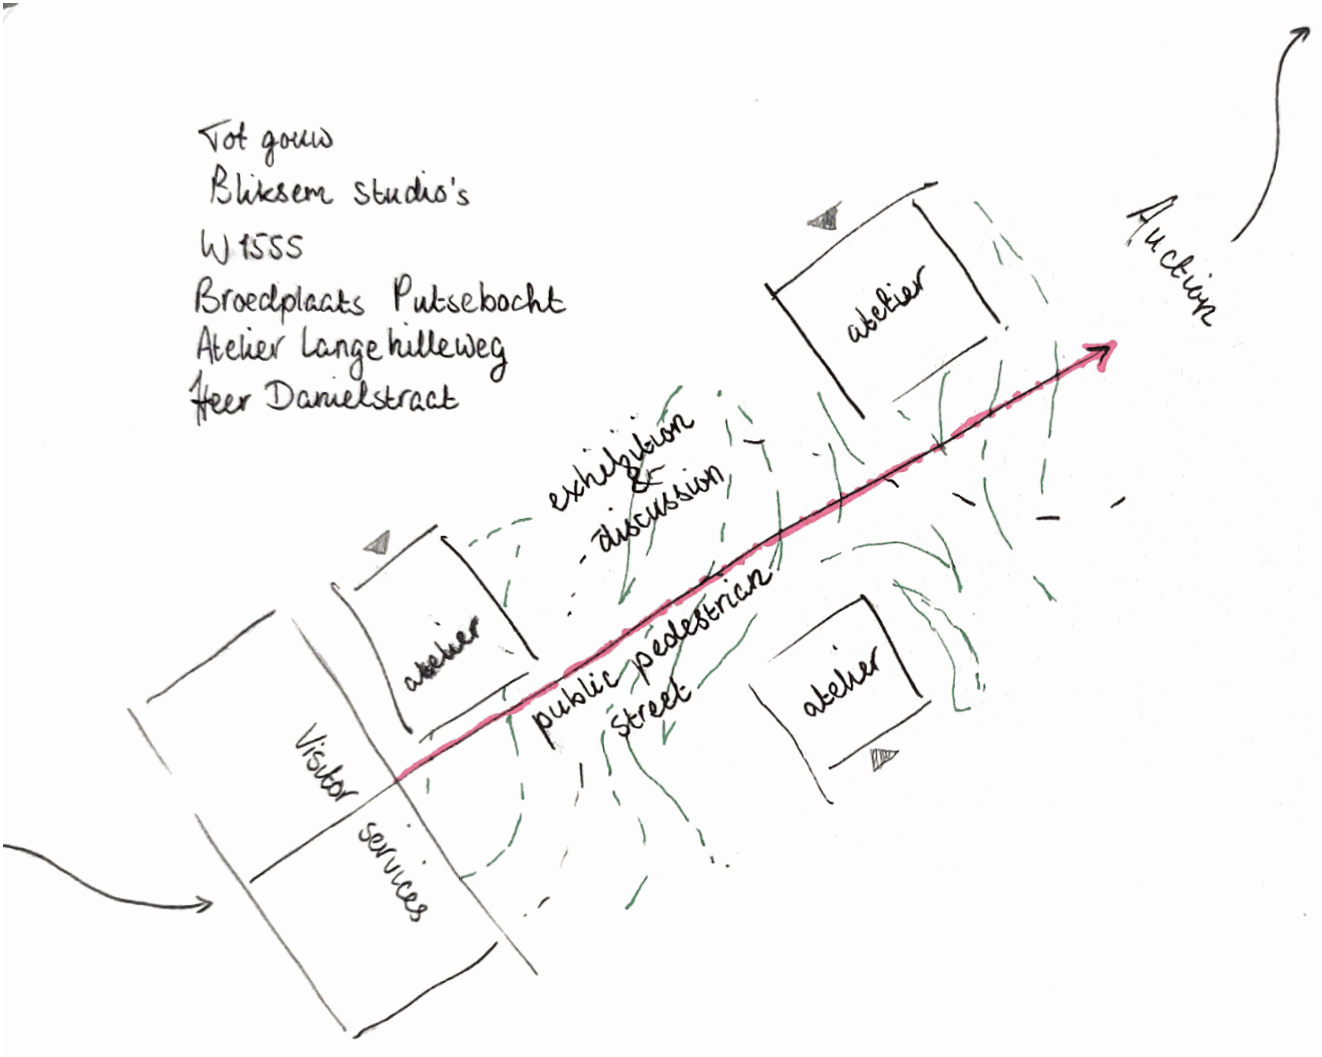 Tot gouw
Bliksem studio's
W1555
Broedplaats Putsebocht
Atelier Langehilleweg
Heer Danielstraat
Auction
atelier
exhibition
&
discussion
atelier
public pedestrian
street
atelier
Visitor
services